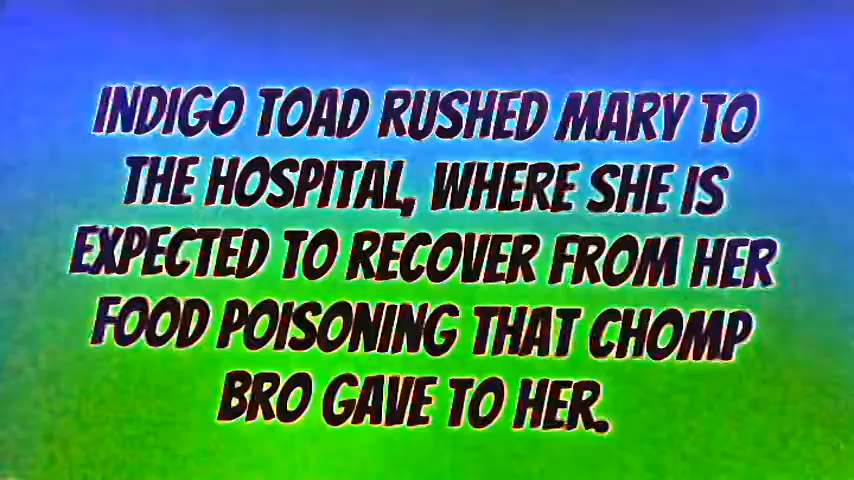 INDIGO TOAD RUSHED MARY TO
THE HOSPITAL, WHERE SHE IS
EXPECTED TO RECOVER FROM HER
FOOD POISONING THAT CHOMP
BRO GAVE TO HER.